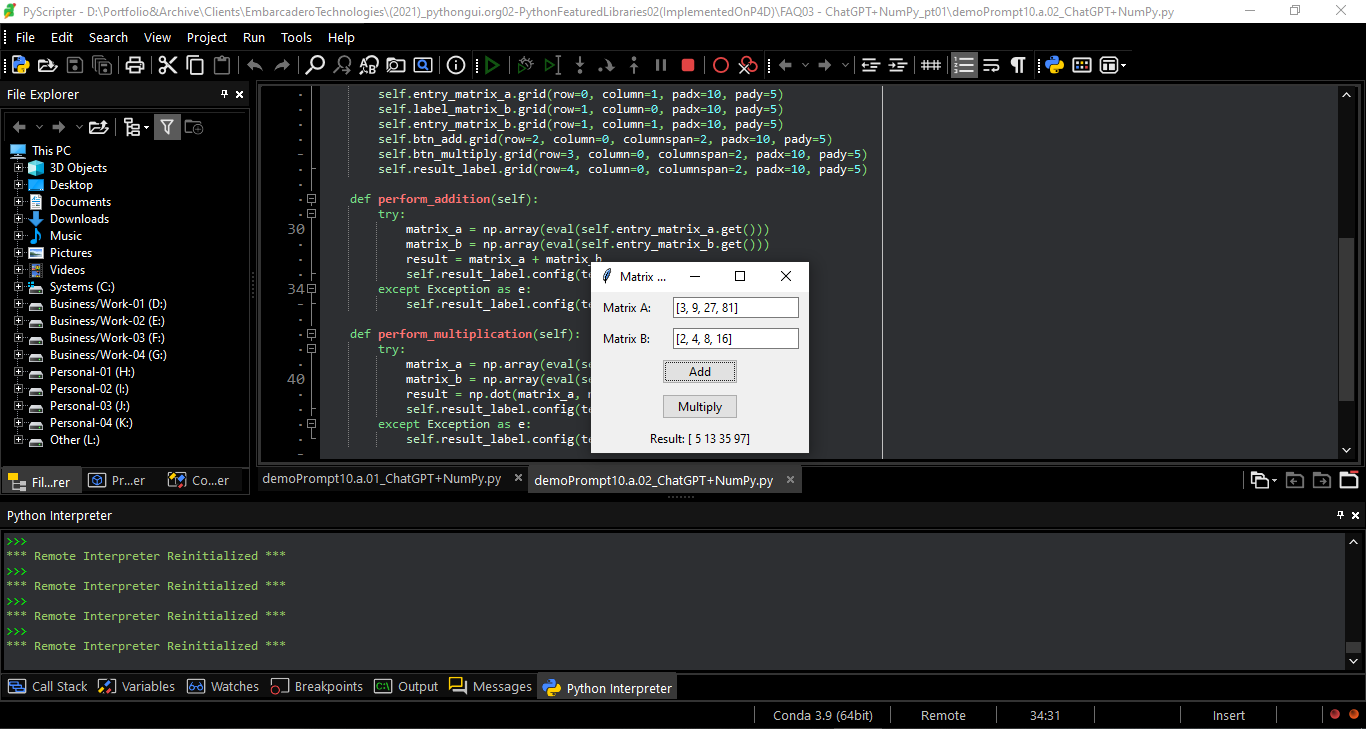 PyScripter - D:\Portfolio&Archive\Clients\EmbarcaderoTechnologies\(2021)_pythongui.org02-PythonFeaturedLibraries02(ImplementedOnP4D)\FAQ03 - ChatGPT+NumPy_pt01\demoPrompt10.a.02_ChatGPT+NumPy.py
File Edit Search View Project Run Tools Help
File Explorer
This PC
3D Objects
Desktop
Documents
Downloads
Music
Pictures
Videos
Systems (C:)
Business/Work-01 (D:)
Business/Work-02 (E:)
Business/Work-03 (F:)
Business/Work-04 (G:)
Personal-01 (H:)
Personal-02 (I:)
Personal-03 (J:)
Personal-04 (K:)
Other (L:)
Fil...rer Pr...er Co...er
self.entry_matrix_a.grid(row=0, column=1, padx=10, pady=5)
self.label_matrix_b.grid(row=1, column=0, padx=10, pady=5)
self.entry_matrix_b.grid(row=1, column=1, padx=10, pady=5)
self.btn_add.grid(row=2, column=0, columnspan=2, padx=10, pady=5)
self.btn_multiply.grid(row=3, column=0, columnspan=2, padx=10, pady=5)
self.result_label.grid(row=4, column=0, columnspan=2, padx=10, pady=5)
def perform_addition(self):
try:
30 matrix_a = np.array(eval(self.entry_matrix_a.get()))
matrix_b = np.array(eval(self.entry_matrix_b.get()))
result = matrix_a + matrix_b
self.result_label.config(te
34 except Exception as e:
self.result_label.config(te
def perform_multiplication(self):
try:
matrix_a = np.array(eval(se
40 matrix_b = np.array(eval(se
result = np.dot(matrix_a, m
self.result_label.config(te
except Exception as e:
self.result_label.config(te
Matrix ...
Matrix A: [3, 9, 27, 81]
Matrix B: [2, 4, 8, 16]
Add
Multiply
Result: [ 5 13 35 97]
demoPrompt10.a.01_ChatGPT+NumPy.py demoPrompt10.a.02_ChatGPT+NumPy.py
Python Interpreter
>>>
*** Remote Interpreter Reinitialized ***
>>>
*** Remote Interpreter Reinitialized ***
>>>
*** Remote Interpreter Reinitialized ***
>>>
*** Remote Interpreter Reinitialized ***
Call Stack Variables Watches Breakpoints Output Messages Python Interpreter
Conda 3.9 (64bit) Remote 34:31 Insert